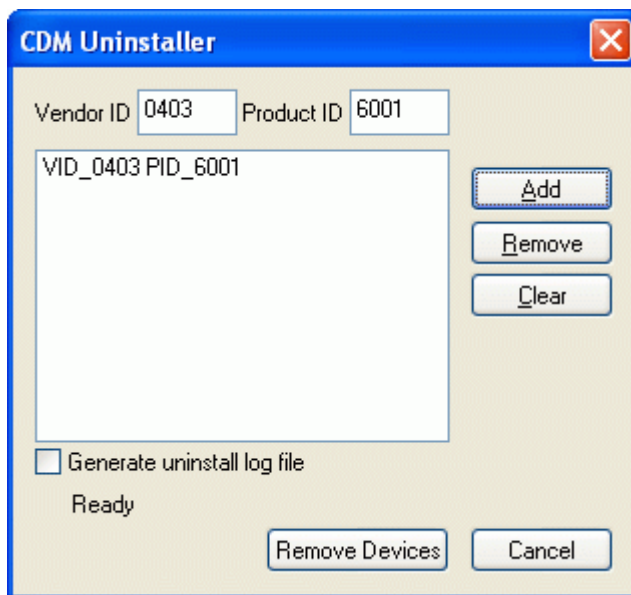 CDM Uninstaller
Vendor ID 0403 Product ID 6001
VID_0403 PID_6001
Add
Remove
Clear
Generate uninstall log file
Ready
Remove Devices Cancel